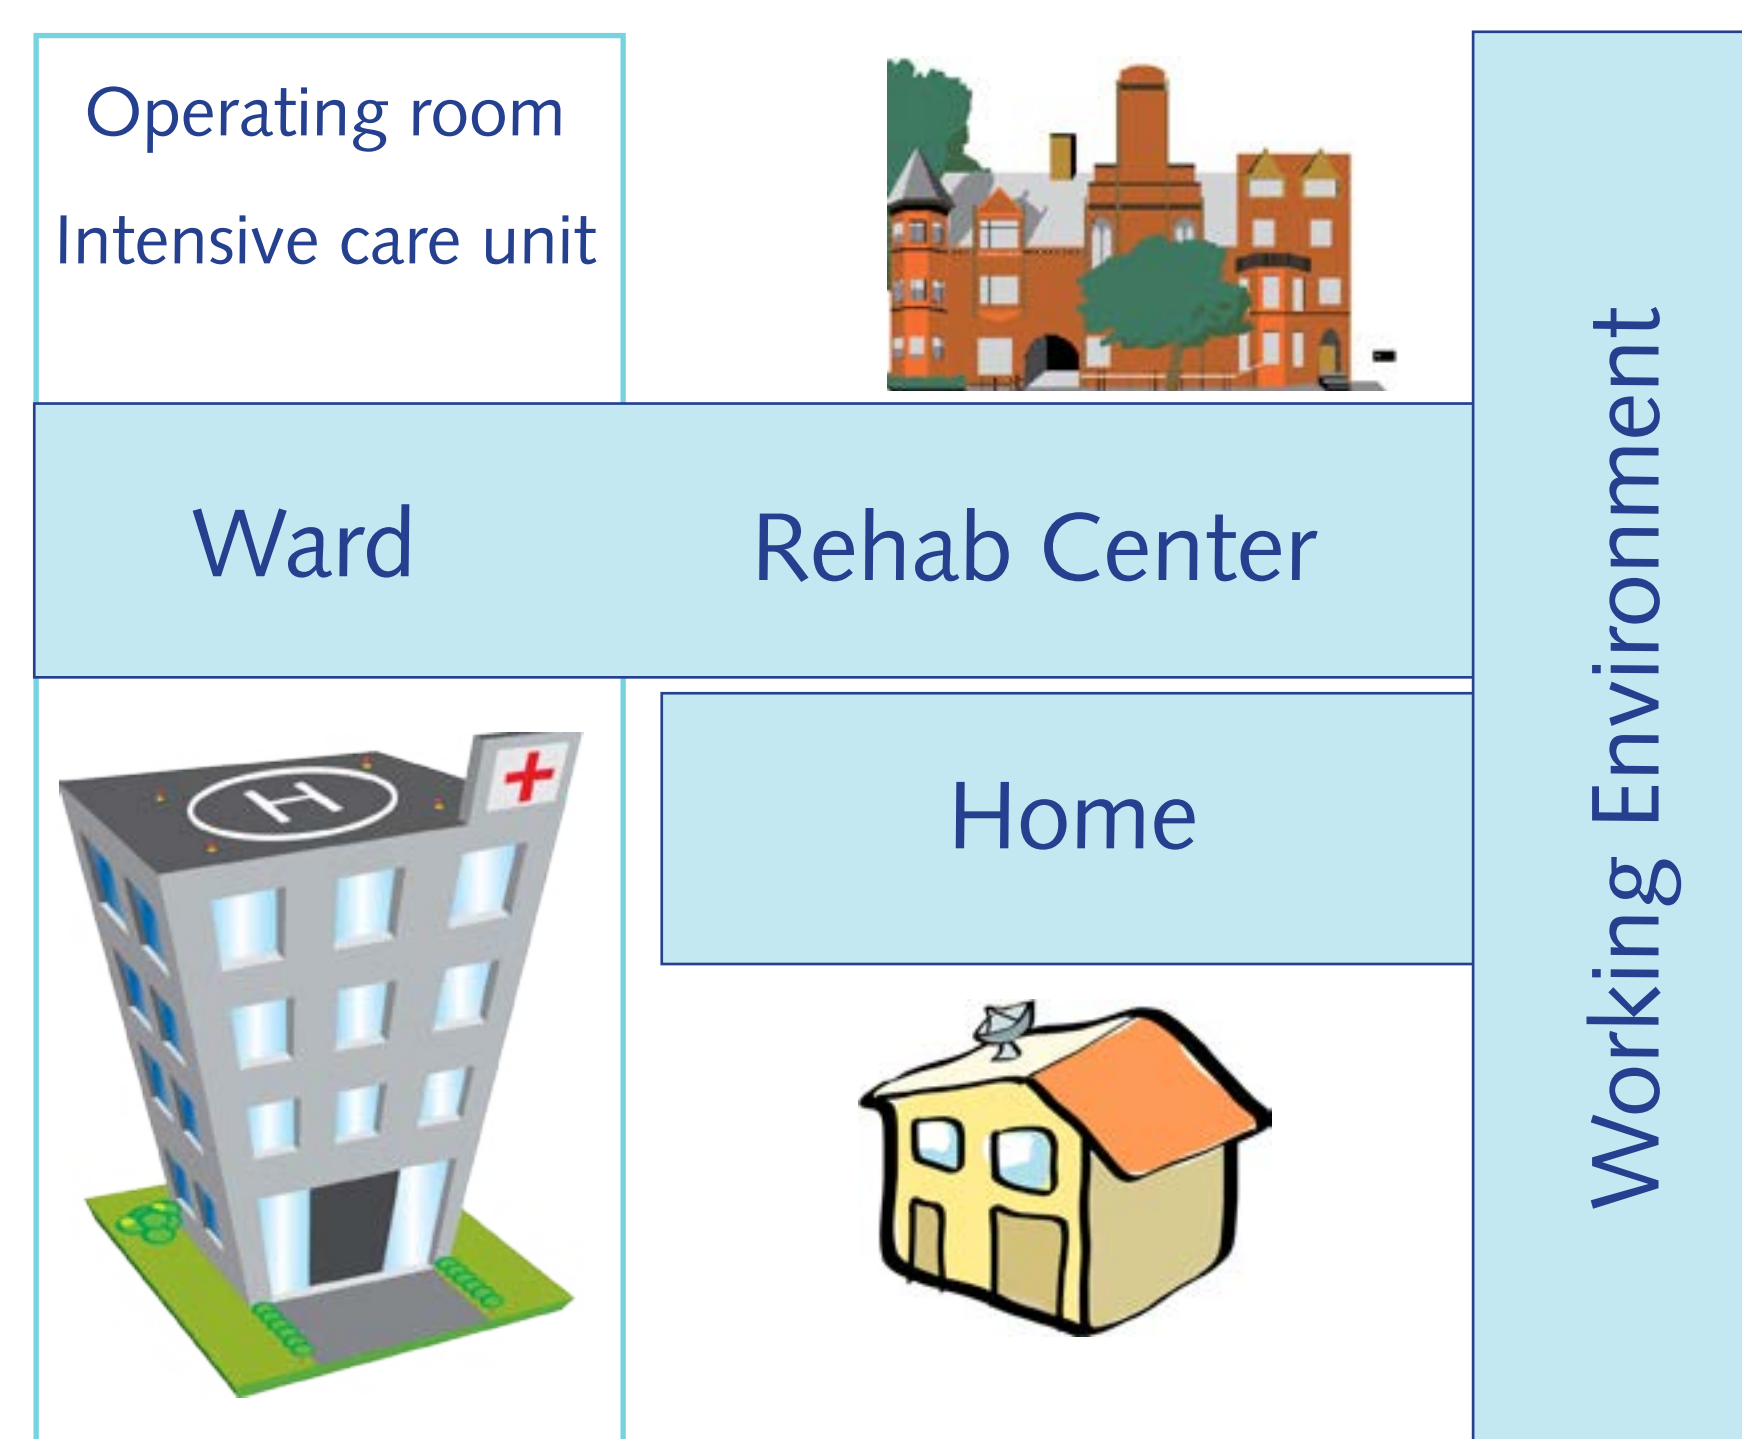 Operating room
Intensive care unit
Ward
Rehab Center
Home
Working Environment
H